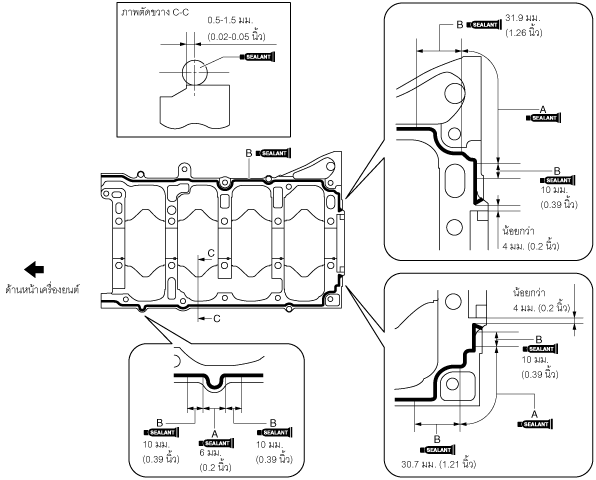 ภาพตัดขวาง C-C
0.5-1.5 มม.
(0.02-0.05 นิ้ว)
SEALANT
B SEALANT
31.9 มม.
(1.26 นิ้ว)
A
SEALANT
B
SEALANT
10 มม.
(0.39 นิ้ว)
น้อยกว่า
4 มม. (0.2 นิ้ว)
B SEALANT
C
C
ด้านหน้าเครื่องยนต์
น้อยกว่า
4 มม. (0.2 นิ้ว)
B
SEALANT
10 มม.
(0.39 นิ้ว)
A
SEALANT
B
SEALANT
30.7 มม. (1.21 นิ้ว)
B
SEALANT
10 มม.
(0.39 นิ้ว)
A
SEALANT
6 มม.
(0.2 นิ้ว)
B
SEALANT
10 มม.
(0.39 นิ้ว)